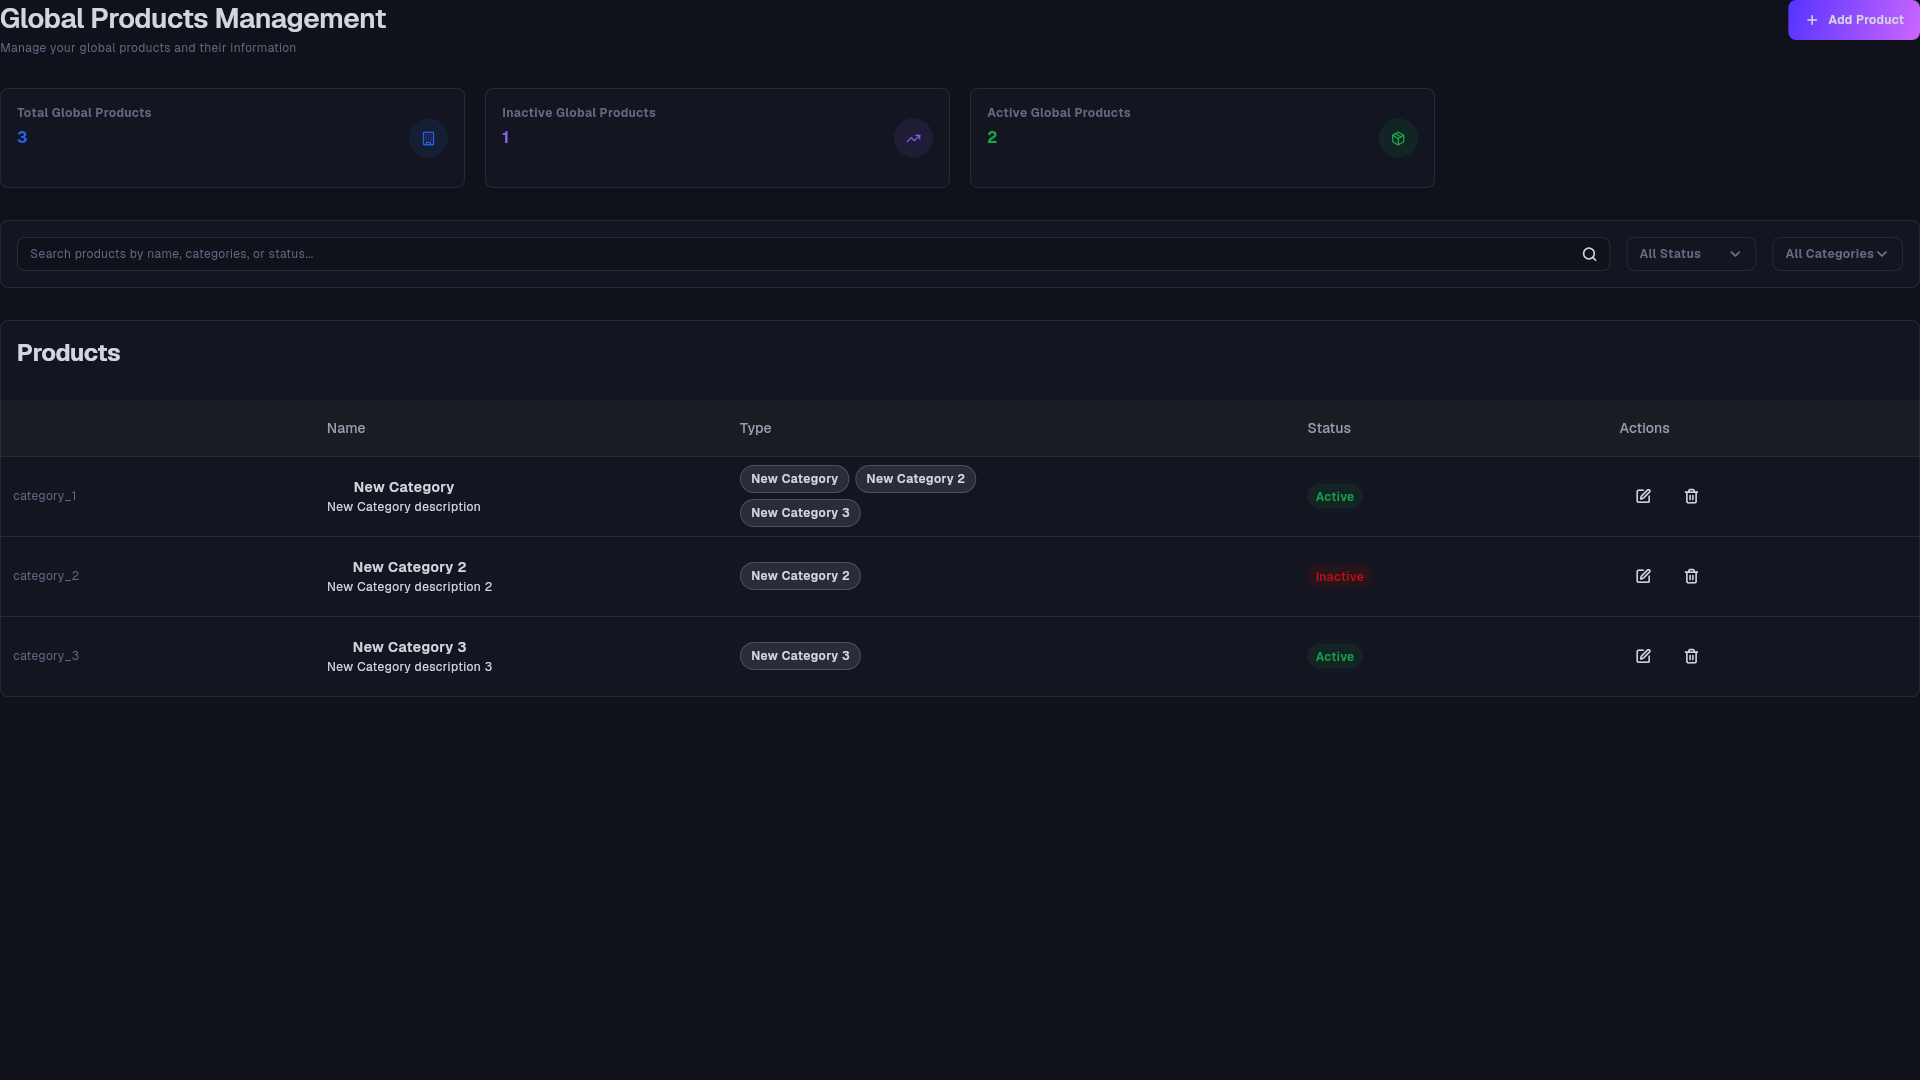 Global Products Management
Manage your global products and their information
Add Product
Total Global Products
3
Inactive Global Products
1
Active Global Products
2
Search products by name, categories, or status...
All Status
All Categories
Products
Name Type Status Actions
category_1
New Category
New Category description
New Category New Category 2
New Category 3
Active
category_2
New Category 2
New Category description 2
New Category 2
Inactive
category_3
New Category 3
New Category description 3
New Category 3
Active